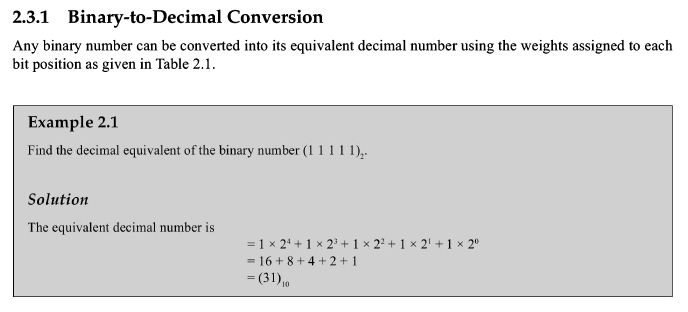 2.3.1 Binary-to-Decimal Conversion
Any binary number can be converted into its equivalent decimal number using the weights assigned to each
bit position as given in Table 2.1.
Example 2.1
Find the decimal equivalent of the binary number (1 1 1 1 1)₂.
Solution
The equivalent decimal number is
= 1 × 2⁴ + 1 × 2³ + 1 × 2² + 1 × 2¹ + 1 × 2⁰
= 16 + 8 + 4 + 2 + 1
= (31)₁₀